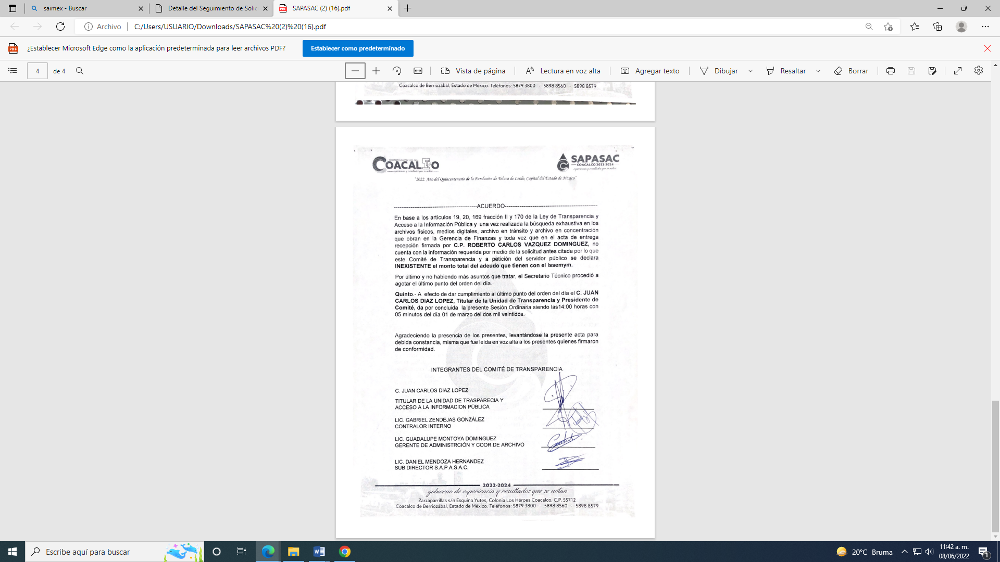 saimex - Buscar
Detalle del Seguimiento de Solic
SAPASAC (2) (16).pdf
Archivo
C:/Users/USUARIO/Downloads/SAPASAC%20(2)%20(16).pdf
¿Establecer Microsoft Edge como la aplicación predeterminada para leer archivos PDF?
Establecer como predeterminado
4 de 4
Vista de página
Lectura en voz alta
Agregar texto
Dibujar
Resaltar
Borrar
Coacalco de Berriozábal, Estado de México. Teléfonos: 5879 3800 - 5898 8560 - 5898 8579
COACALCO
SAPASAC
COACALCO 2022-2024
experiencia y resultados que se notan
"2022. Año del Quincentenario de la Fundación de Toluca de Lerdo, Capital del Estado de México"
---------------------------------------------ACUERDO--------------------------------------------------
En base a los artículos 19, 20, 169 fracción II y 170 de la Ley de Transparencia y
Acceso a la Información Pública y una vez realizada la búsqueda exhaustiva en los
archivos físicos, medios digitales, archivo en tránsito y archivo en concentración
que obran en la Gerencia de Finanzas y toda vez que en el acta de entrega
recepción firmada por C.P. ROBERTO CARLOS VAZQUEZ DOMINGUEZ, no
cuenta con la información requerida por medio de la solicitud antes citada por lo que
este Comité de Transparencia y a petición del servidor público se declara
INEXISTENTE el monto total del adeudo que tienen con el Issemym.
Por último y no habiendo más asuntos que tratar, el Secretario Técnico procedió a
agotar el último punto del orden del día.
Quinto.- A efecto de dar cumplimiento al último punto del orden del día el C. JUAN
CARLOS DIAZ LOPEZ, Titular de la Unidad de Transparencia y Presidente de
Comité, da por concluida la presente Sesión Ordinaria siendo las14:00 horas con
05 minutos del día 01 de marzo del dos mil veintidós.
Agradeciendo la presencia de los presentes, levantándose la presente acta para
debida constancia, misma que fue leída en voz alta a los presentes quienes firmaron
de conformidad.
INTEGRANTES DEL COMITÉ DE TRANSPARENCIA
C. JUAN CARLOS DIAZ LOPEZ
TITULAR DE LA UNIDAD DE TRASPARECIA Y
ACCESO A LA INFORMACION PÚBLICA
LIC. GABRIEL ZENDEJAS GONZÁLEZ
CONTRALOR INTERNO
LIC. GUADALUPE MONTOYA DOMINGUEZ
GERENTE DE ADMINISTRCIÓN Y COOR.DE ARCHIVO
LIC. DANIEL MENDOZA HERNANDEZ
SUB DIRECTOR S.A.P.A.S.A.C.
2022-2024
gobierno de experiencia y resultados que se notan
Zarzaparrillas s/n Esquina Yutes, Colonia Los Héroes Coacalco, C.P. 55712
Coacalco de Berriozábal, Estado de México. Teléfonos: 5879 3800 - 5898 8560 - 5898 8579
Escribe aquí para buscar
20°C Bruma
11:42 a. m.
08/06/2022
1